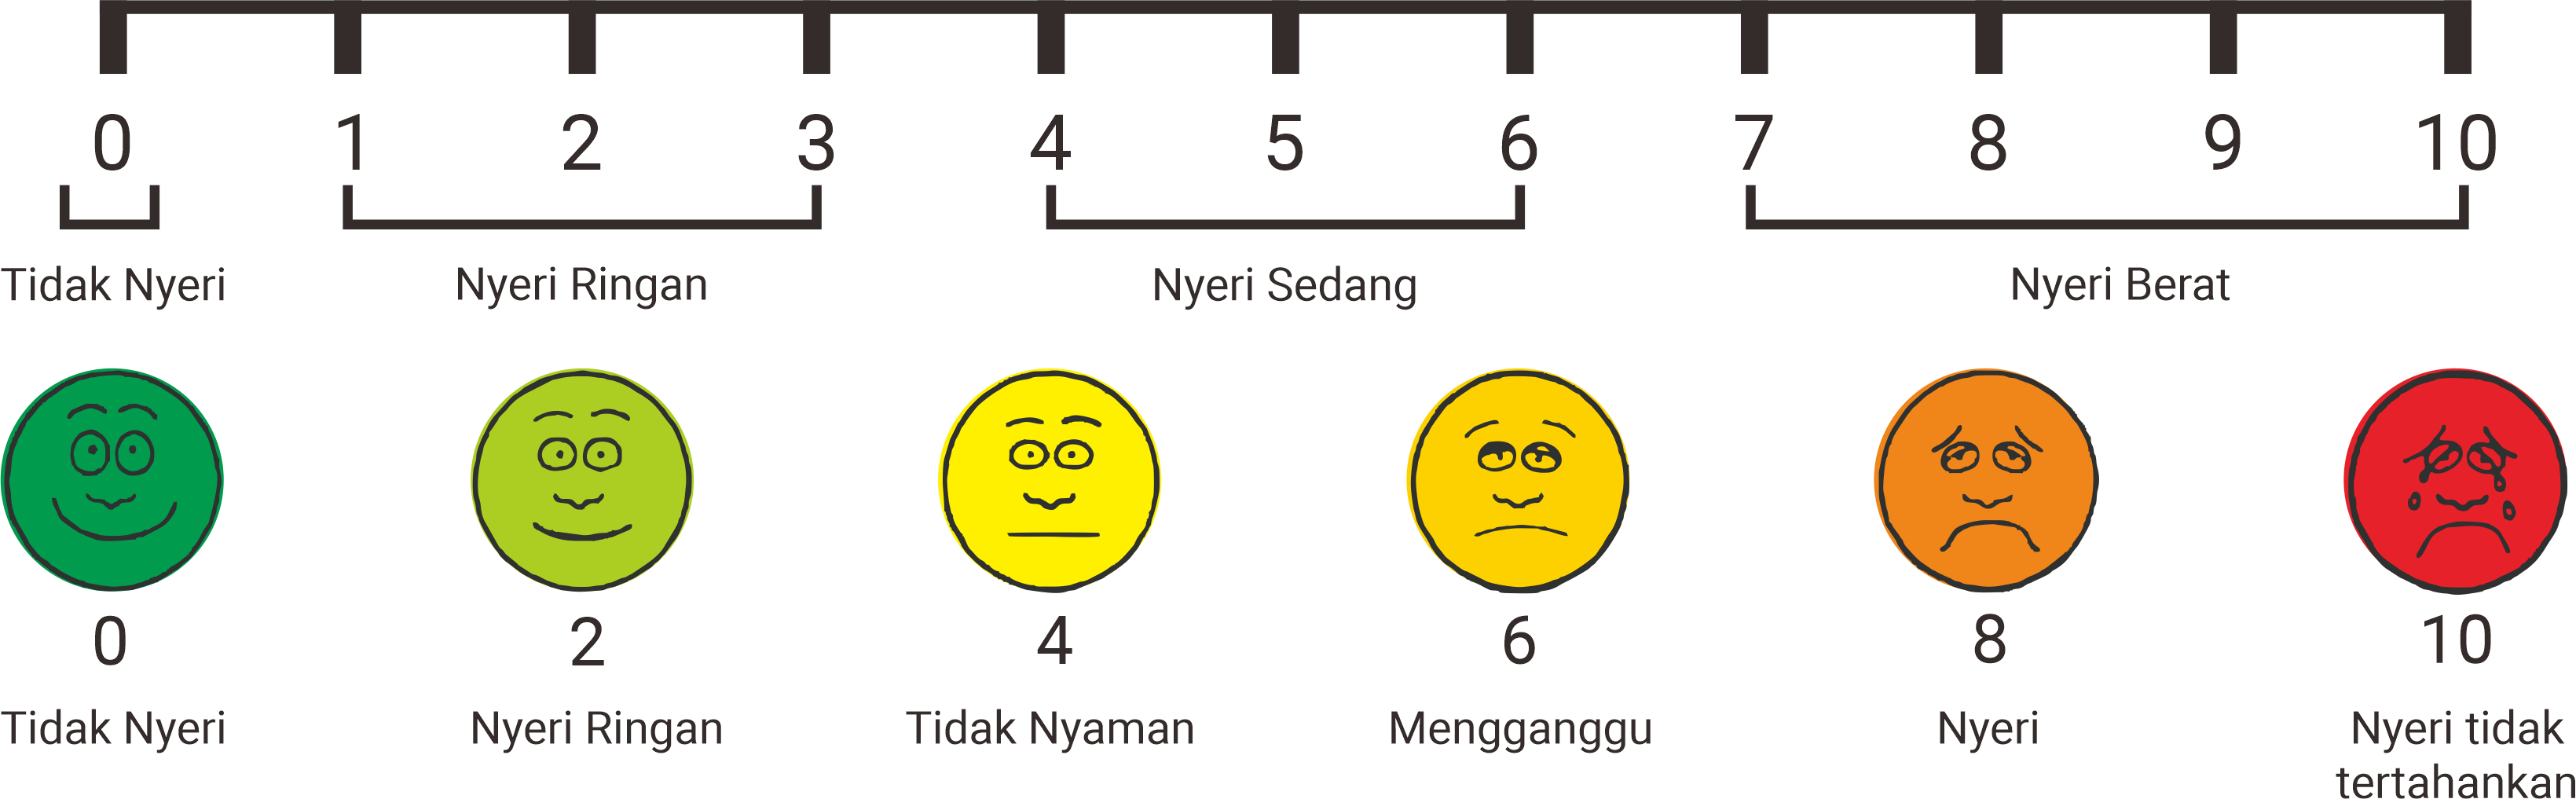 0 1 2 3 4 5 6 7 8 9 10
Tidak Nyeri Nyeri Ringan Nyeri Sedang Nyeri Berat
0 2 4 6 8 10
Tidak Nyeri Nyeri Ringan Tidak Nyaman Mengganggu Nyeri Nyeri tidak
tertahankan